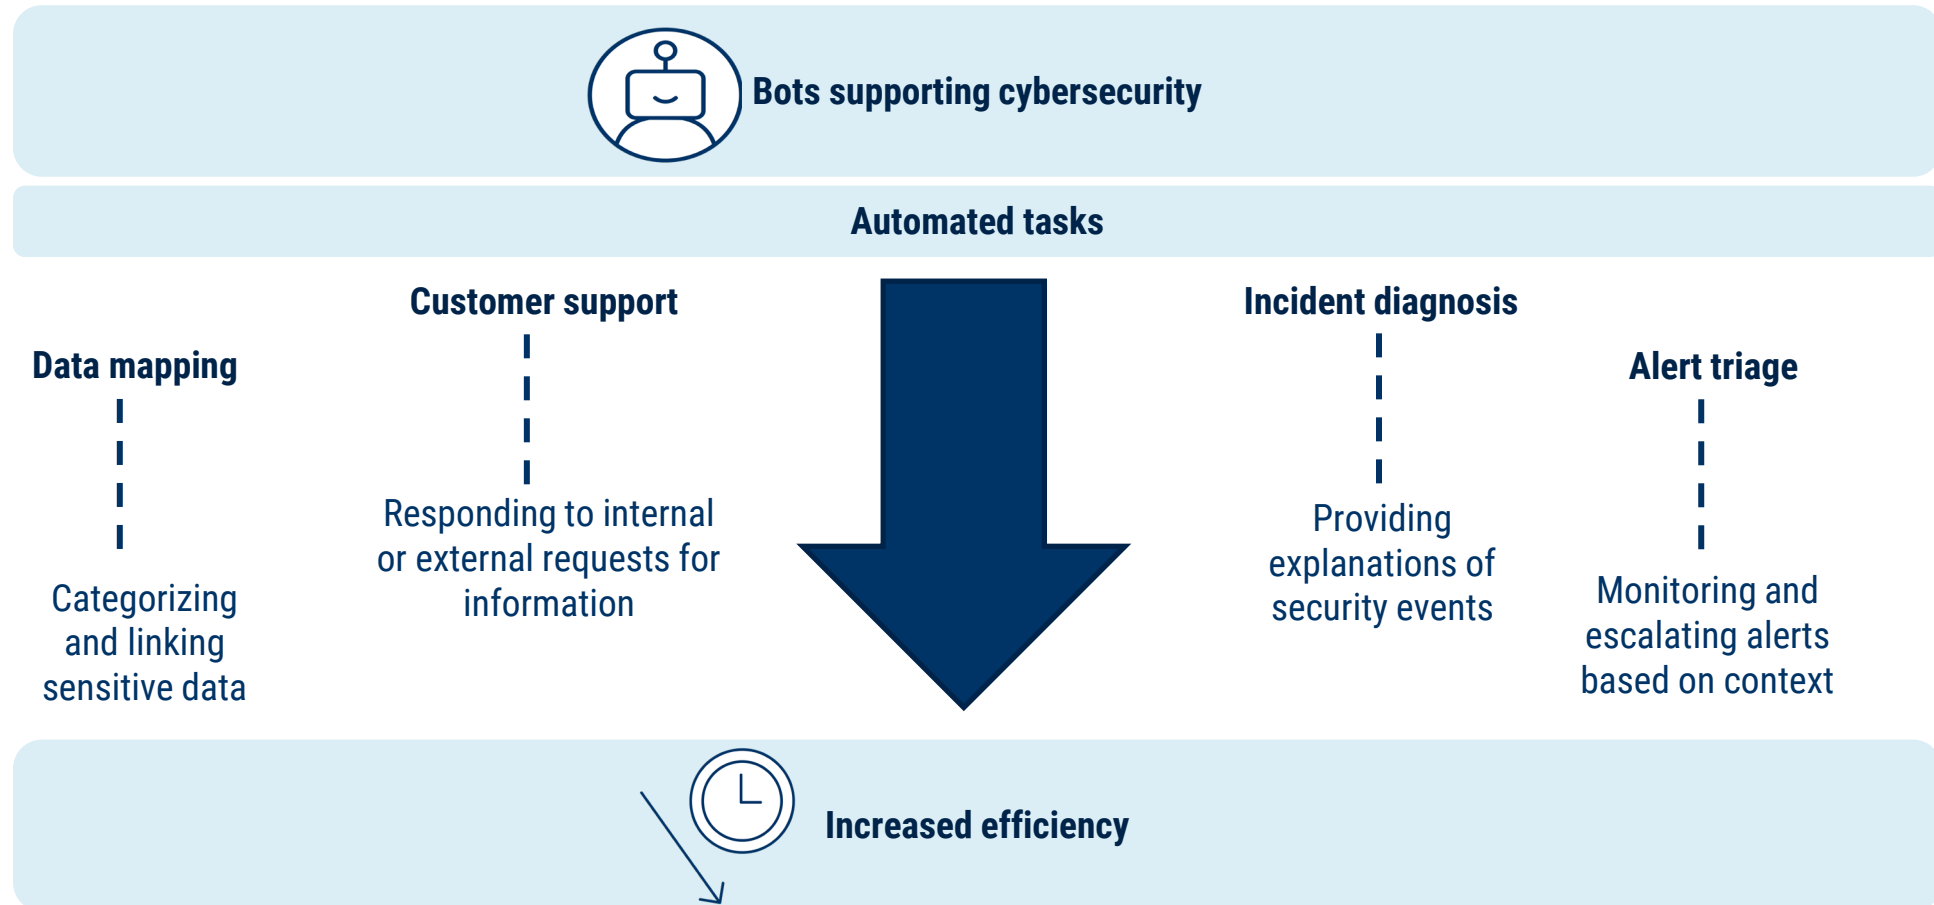 Bots supporting cybersecurity
Automated tasks
Data mapping
Categorizing
and linking
sensitive data
Customer support
Responding to internal
or external requests for
information
Incident diagnosis
Providing
explanations of
security events
Alert triage
Monitoring and
escalating alerts
based on context
Increased efficiency